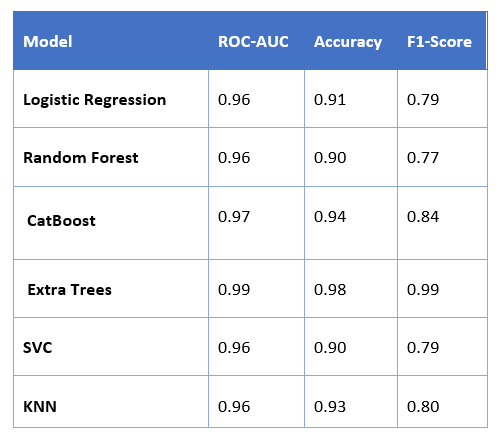 Model ROC-AUC Accuracy F1-Score
Logistic Regression 0.96 0.91 0.79
Random Forest 0.96 0.90 0.77
CatBoost 0.97 0.94 0.84
Extra Trees 0.99 0.98 0.99
SVC 0.96 0.90 0.79
KNN 0.96 0.93 0.80